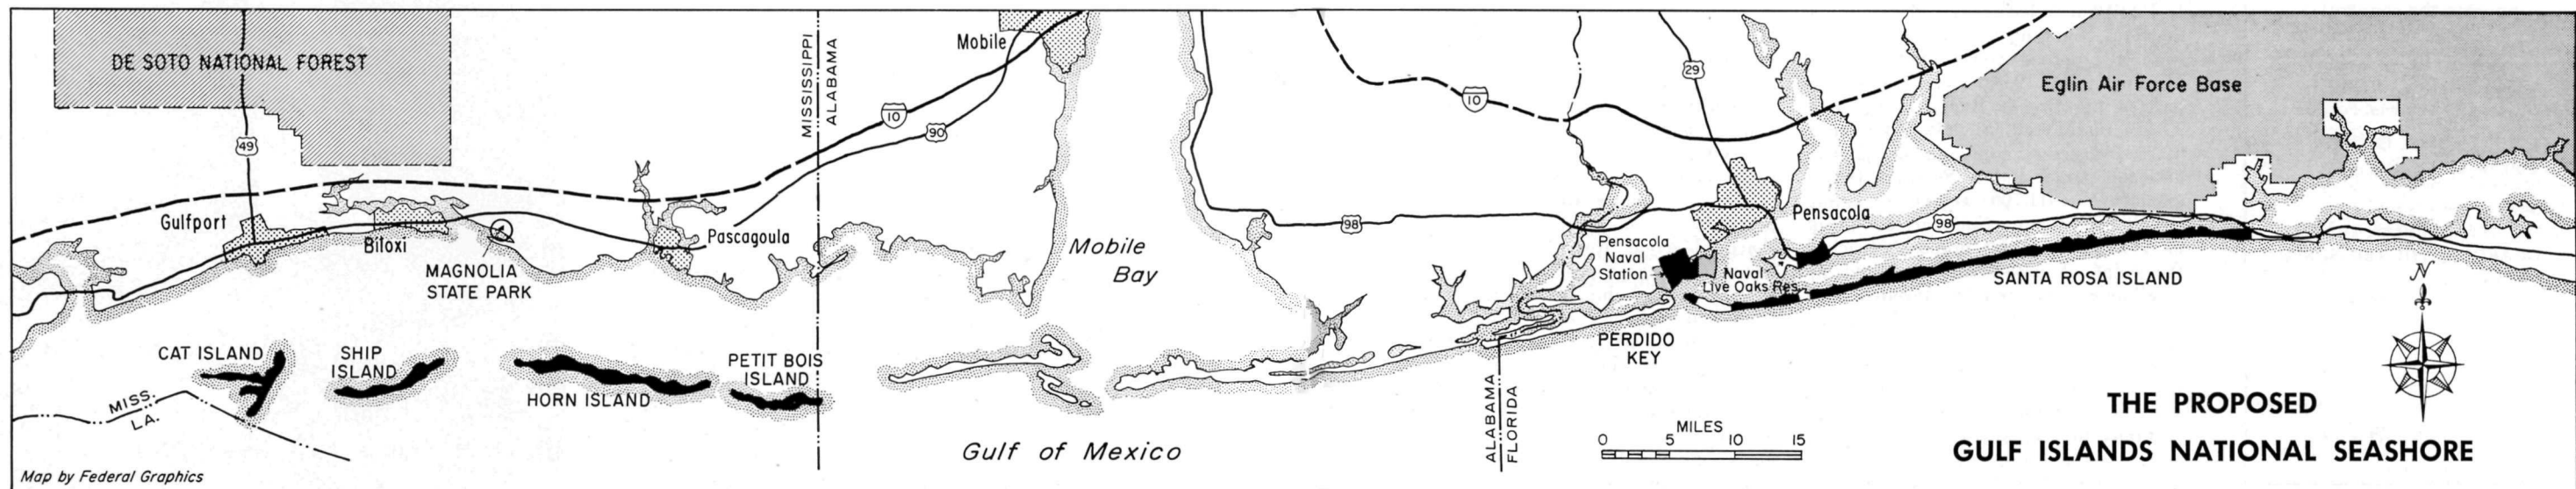 DE SOTO NATIONAL FOREST
49
Gulfport
Biloxi
MAGNOLIA
STATE PARK
Pascagoula
MISSISSIPPI
ALABAMA
Mobile
10
90
Mobile
Bay
10
29
98
Pensacola
Pensacola
Naval
Station
Naval
Live Oaks Res.
98
Eglin Air Force Base
SANTA ROSA ISLAND
PERDIDO
KEY
CAT ISLAND
SHIP
ISLAND
HORN ISLAND
PETIT BOIS
ISLAND
MISS.
LA.
Gulf of Mexico
ALABAMA
FLORIDA
MILES
0 5 10 15
N
THE PROPOSED
GULF ISLANDS NATIONAL SEASHORE
Map by Federal Graphics